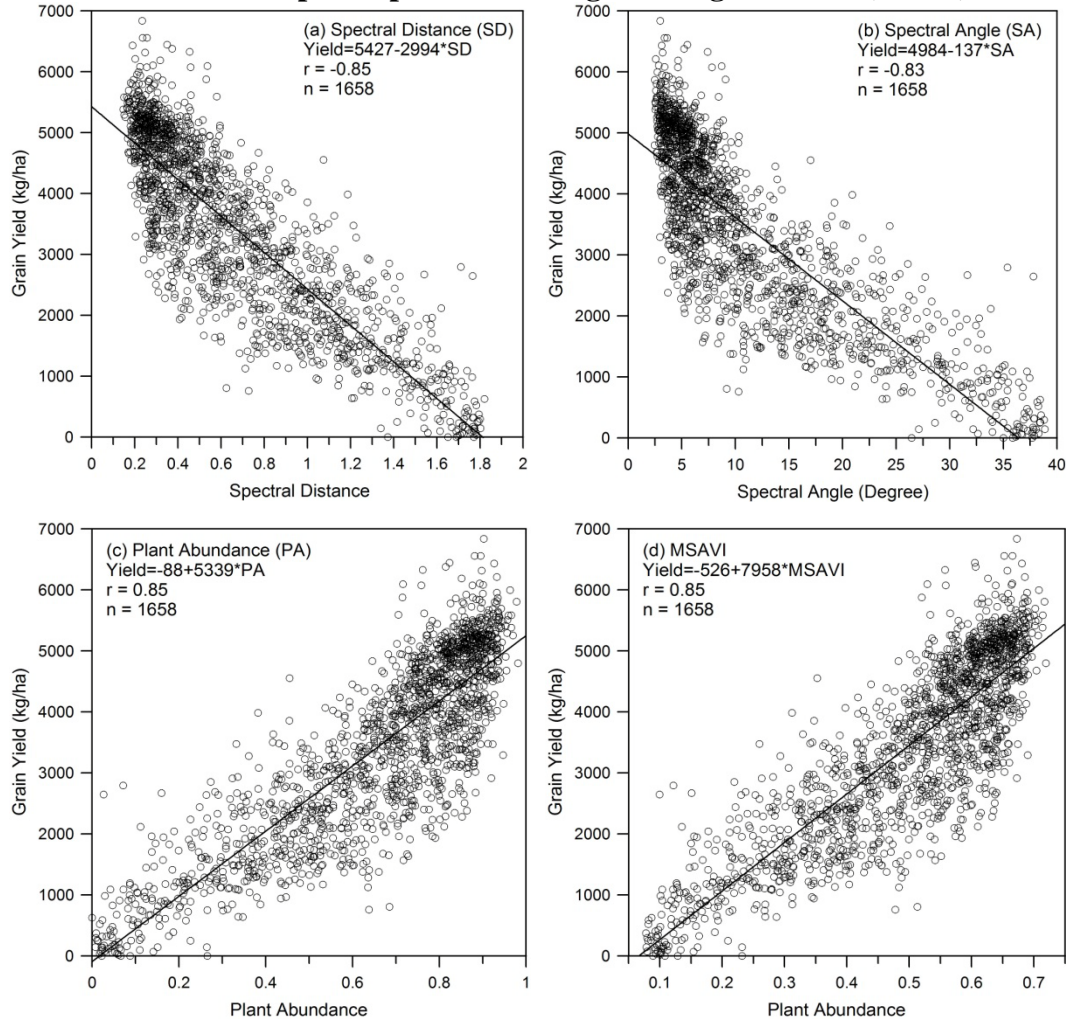 (a) Spectral Distance (SD)
Yield=5427-2994*SD
r = -0.85
n = 1658
7000
6000
5000
4000
3000
2000
1000
0
Grain Yield (kg/ha)
0 0.2 0.4 0.6 0.8 1 1.2 1.4 1.6 1.8 2
Spectral Distance
(b) Spectral Angle (SA)
Yield=4984-137*SA
r = -0.83
n = 1658
7000
6000
5000
4000
3000
2000
1000
0
Grain Yield (kg/ha)
0 5 10 15 20 25 30 35 40
Spectral Angle (Degree)
(c) Plant Abundance (PA)
Yield=-88+5339*PA
r = 0.85
n = 1658
7000
6000
5000
4000
3000
2000
1000
0
Grain Yield (kg/ha)
0 0.2 0.4 0.6 0.8 1
Plant Abundance
(d) MSAVI
Yield=-526+7958*MSAVI
r = 0.85
n = 1658
7000
6000
5000
4000
3000
2000
1000
0
Grain Yield (kg/ha)
0.1 0.2 0.3 0.4 0.5 0.6 0.7
Plant Abundance